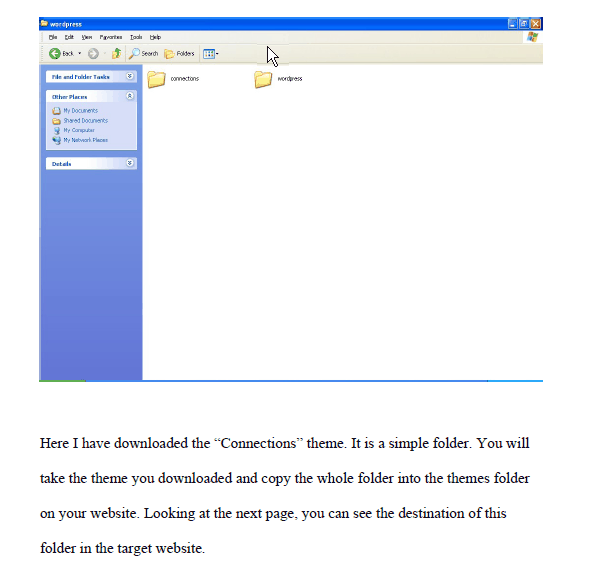 wordpress
File Edit View Favorites Tools Help
Back Search Folders
File and Folder Tasks
connections
wordpress
Other Places
My Documents
Shared Documents
My Computer
My Network Places
Details
Here I have downloaded the “Connections” theme. It is a simple folder. You will
take the theme you downloaded and copy the whole folder into the themes folder
on your website. Looking at the next page, you can see the destination of this
folder in the target website.